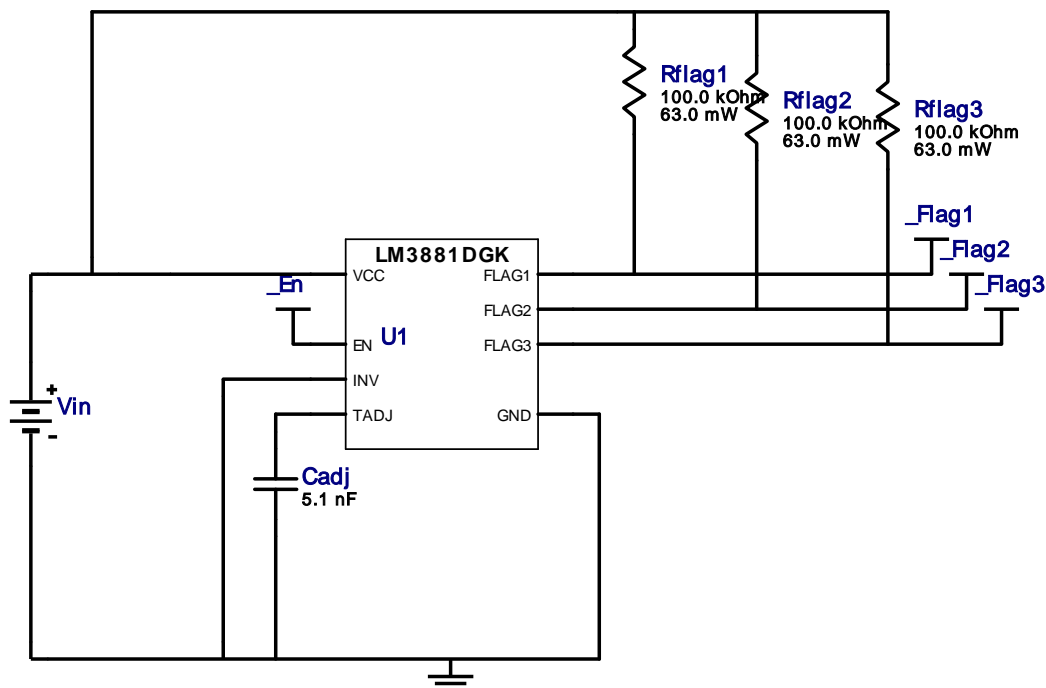 Rflag1
100.0 kOhm
63.0 mW
Rflag2
100.0 kOhm
63.0 mW
Rflag3
100.0 kOhm
63.0 mW
_Flag1
_Flag2
_Flag3
LM3881DGK
VCC
FLAG1
_En
FLAG2
EN
U1
FLAG3
INV
TADJ
GND
+
Vin
-
Cadj
5.1 nF